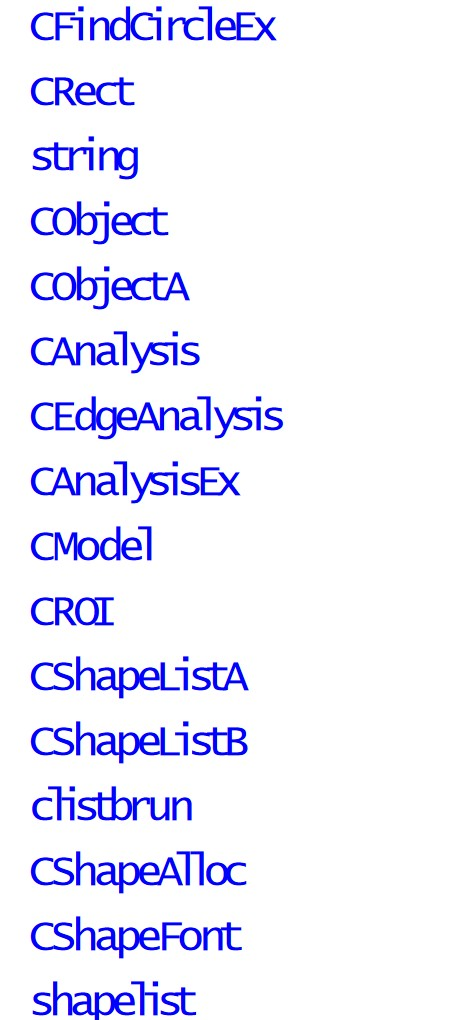 CFindCircleEx
CRect
string
CObject
CObjectA
CAnalysis
CEdgeAnalysis
CAnalysisEx
CModel
CROI
CShapeListA
CShapeListB
clistbrun
CShapeAlloc
CShapeFont
shapelist